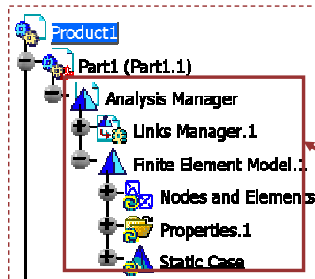 Product1
Part1 (Part1.1)
Analysis Manager
Links Manager.1
Finite Element Model.1
Nodes and Elements
Properties.1
Static Case